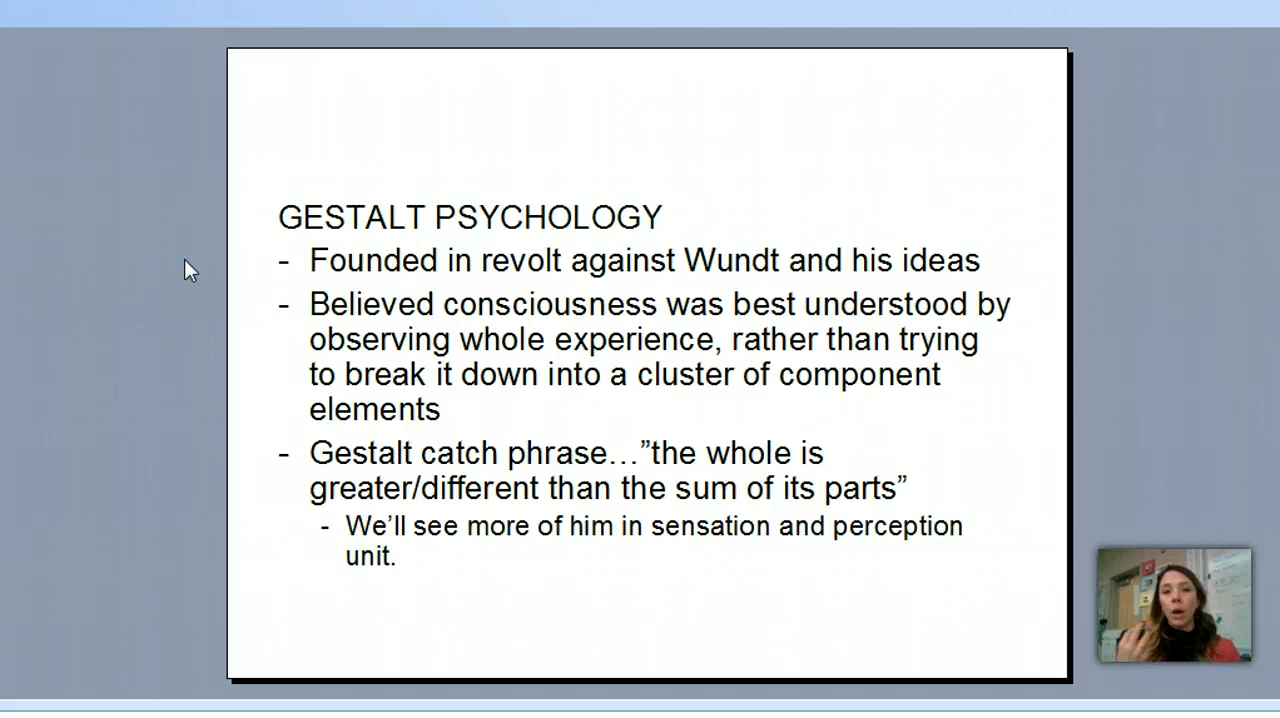 GESTALT PSYCHOLOGY
- Founded in revolt against Wundt and his ideas
- Believed consciousness was best understood by
observing whole experience, rather than trying
to break it down into a cluster of component
elements
- Gestalt catch phrase…”the whole is
greater/different than the sum of its parts”
- We’ll see more of him in sensation and perception
unit.